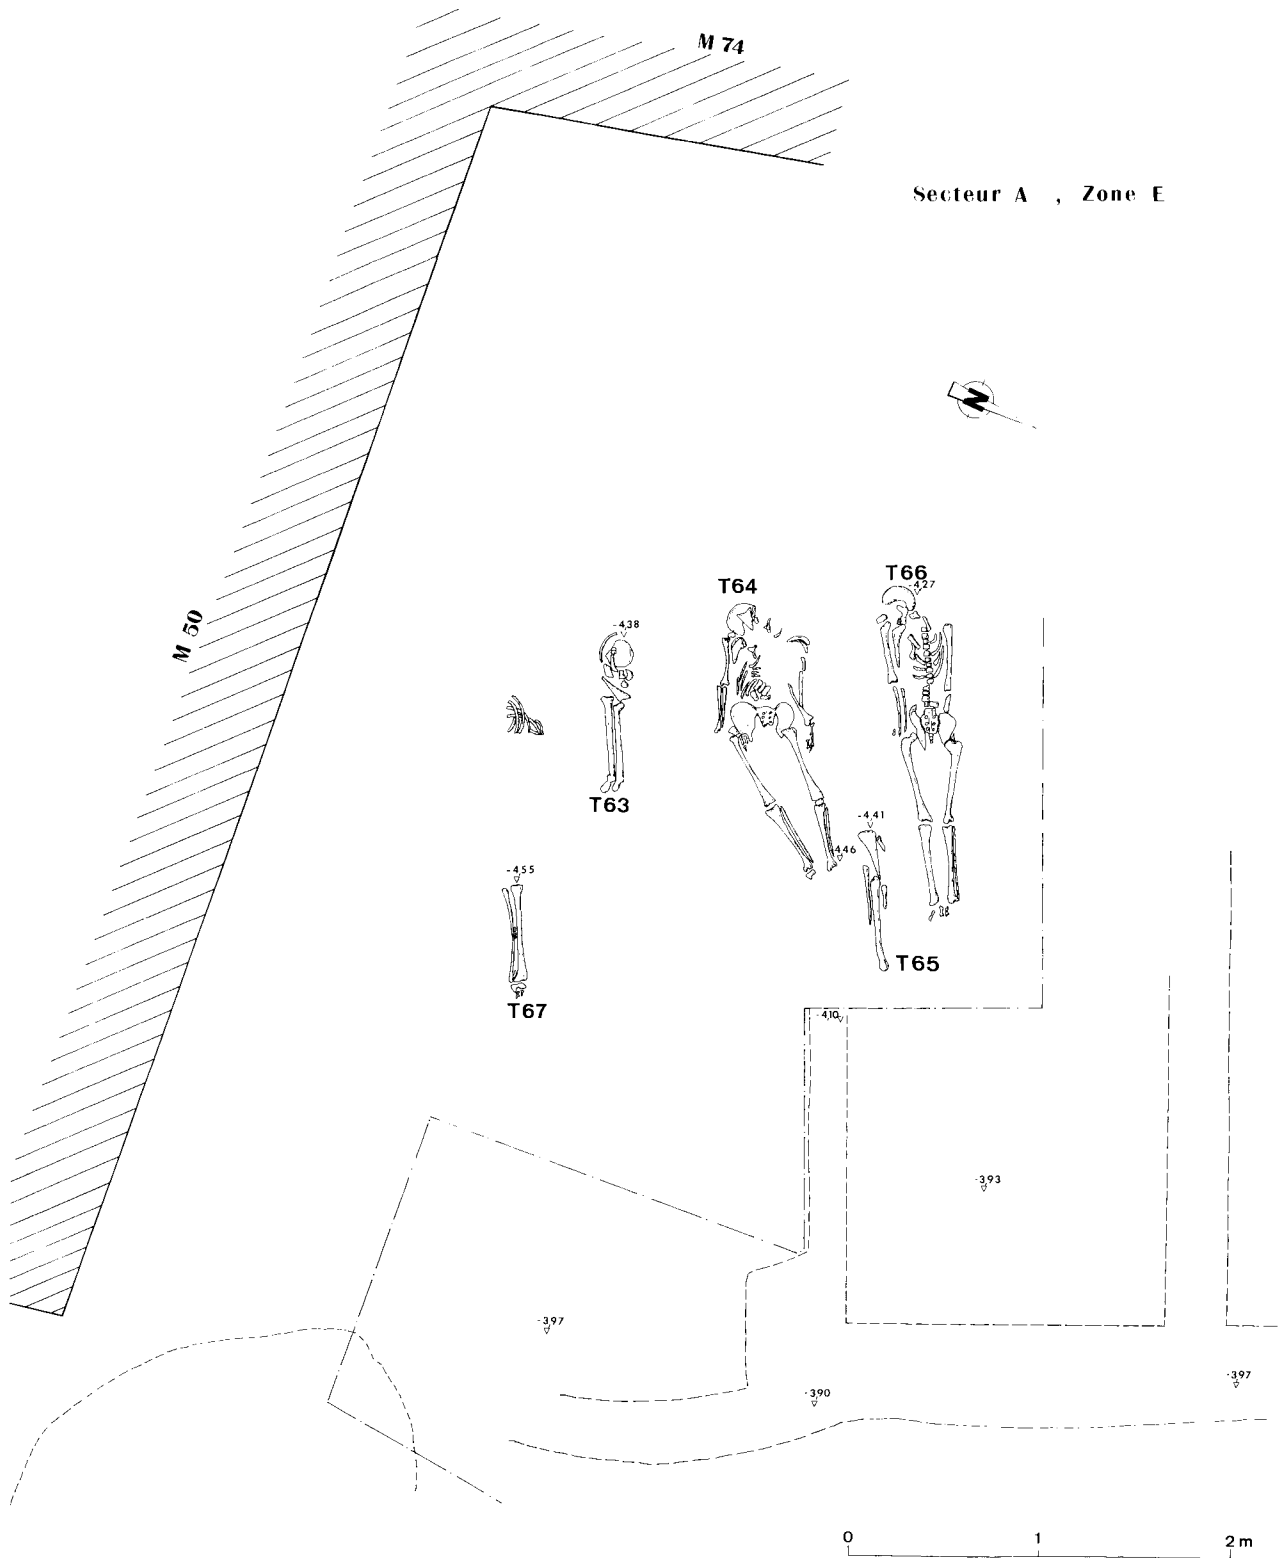 M 74
Secteur A , Zone E
N
M 50
T66
-4,27
T64
-4,38
T63
-4,41
-4,46
-4,55
T65
T67
-4,10
-3,93
-3,97
-3,97
-3,90
0 1 2 m